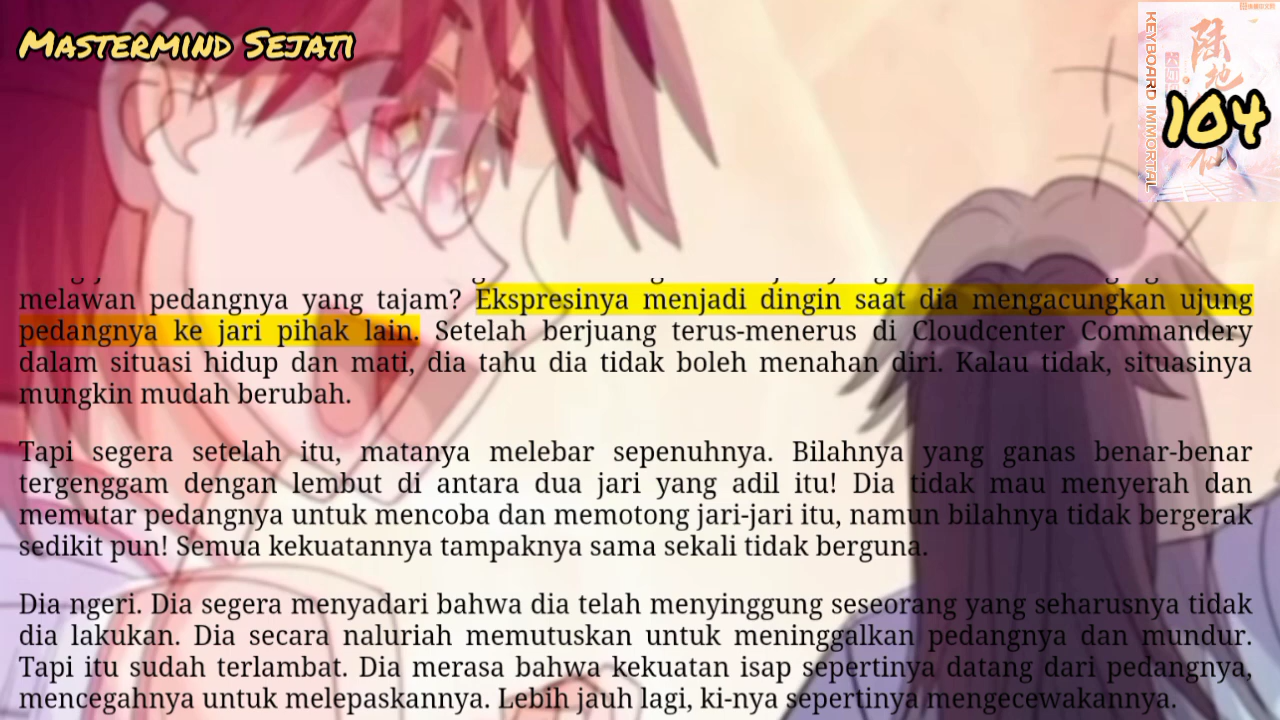 Mastermind Sejati
KEYBOARD IMMORTAL
陆地
仙
104
melawan pedangnya yang tajam? Ekspresinya menjadi dingin saat dia mengacungkan ujung
pedangnya ke jari pihak lain. Setelah berjuang terus-menerus di Cloudcenter Commandery
dalam situasi hidup dan mati, dia tahu dia tidak boleh menahan diri. Kalau tidak, situasinya
mungkin mudah berubah.
Tapi segera setelah itu, matanya melebar sepenuhnya. Bilahnya yang ganas benar-benar
tergenggam dengan lembut di antara dua jari yang adil itu! Dia tidak mau menyerah dan
memutar pedangnya untuk mencoba dan memotong jari-jari itu, namun bilahnya tidak bergerak
sedikit pun! Semua kekuatannya tampaknya sama sekali tidak berguna.
Dia ngeri. Dia segera menyadari bahwa dia telah menyinggung seseorang yang seharusnya tidak
dia lakukan. Dia secara naluriah memutuskan untuk meninggalkan pedangnya dan mundur.
Tapi itu sudah terlambat. Dia merasa bahwa kekuatan isap sepertinya datang dari pedangnya,
mencegahnya untuk melepaskannya. Lebih jauh lagi, ki-nya sepertinya mengecewakannya.